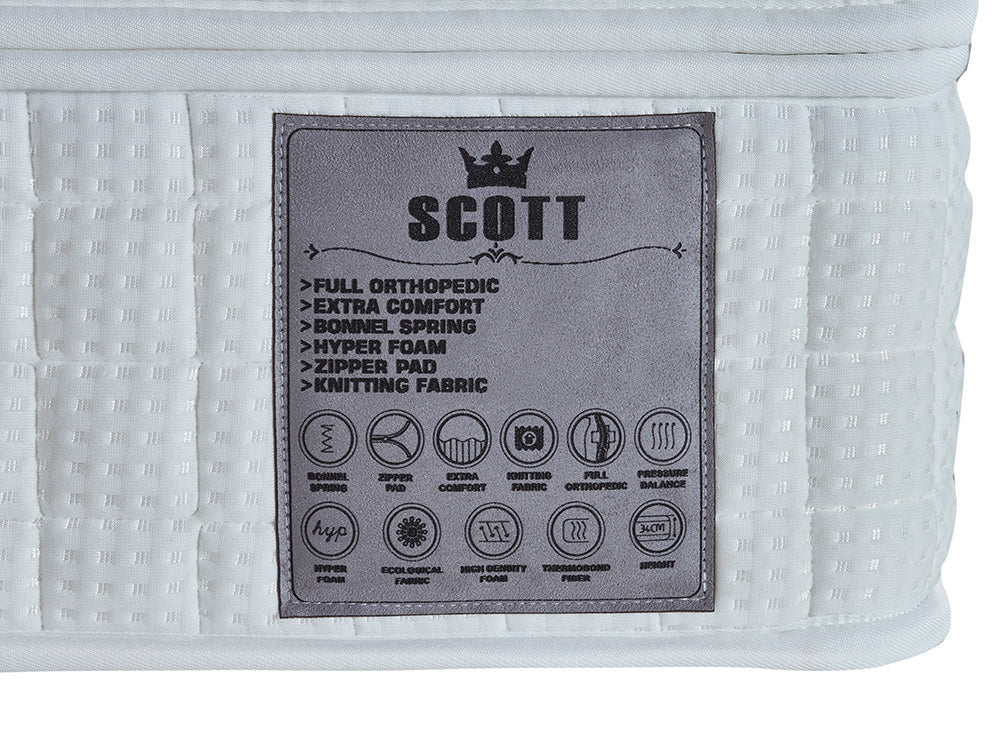 SCOTT
>FULL ORTHOPEDIC
>EXTRA COMFORT
>BONNEL SPRING
>HYPER FOAM
>ZIPPER PAD
>KNITTING FABRIC
BONNEL SPRING
ZIPPER PAD
EXTRA COMFORT
KNITTING FABRIC
FULL ORTHOPEDIC
PRESSURE BALANCE
hyp
HYPER FOAM
ECOLOGICAL FABRIC
HIGH DENSITY FOAM
THERMOBOND FIBER
34CM
HEIGHT